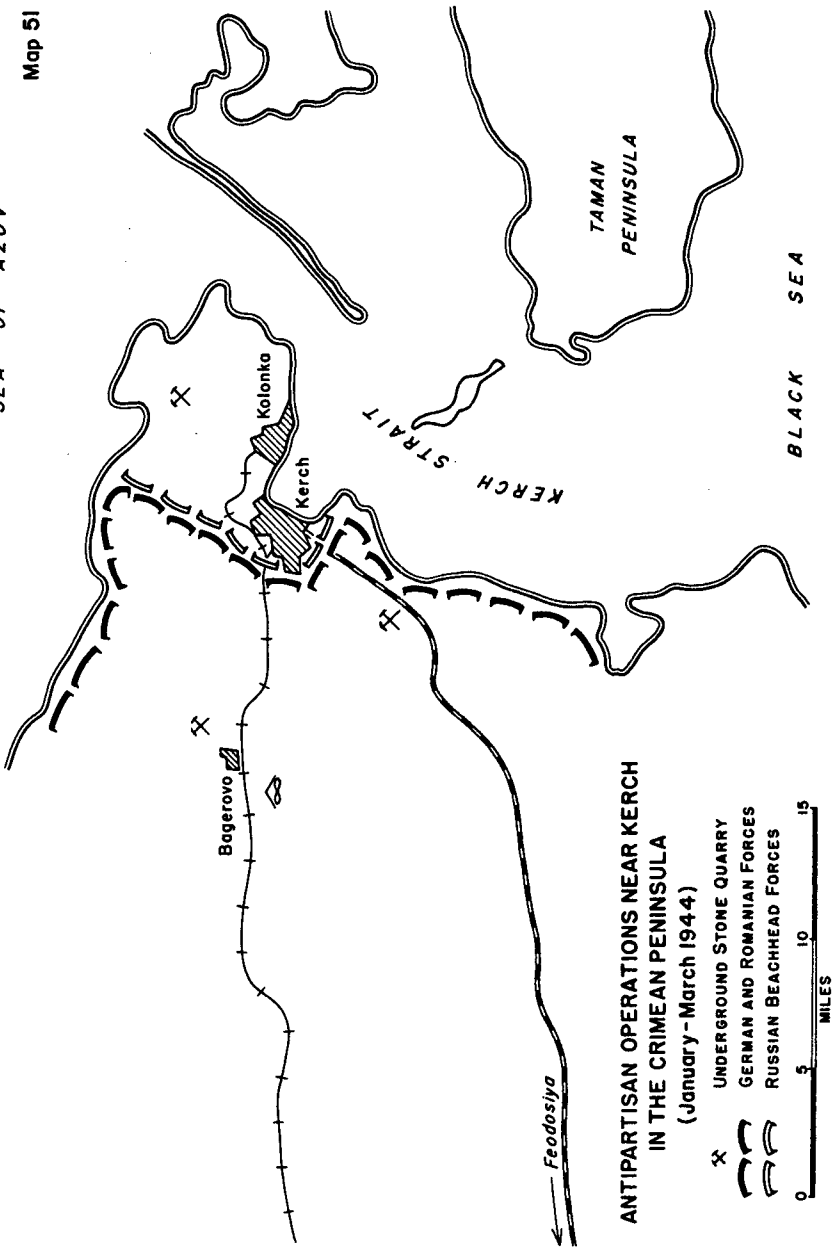 Map 51
SEA OF AZOV
Kolonka
Kerch
KERCH STRAIT
TAMAN
PENINSULA
BLACK SEA
Bagerovo
Feodosiya
ANTIPARTISAN OPERATIONS NEAR KERCH
IN THE CRIMEAN PENINSULA
(January-March 1944)
UNDERGROUND STONE QUARRY
GERMAN AND ROMANIAN FORCES
RUSSIAN BEACHHEAD FORCES
0 5 10 15
MILES